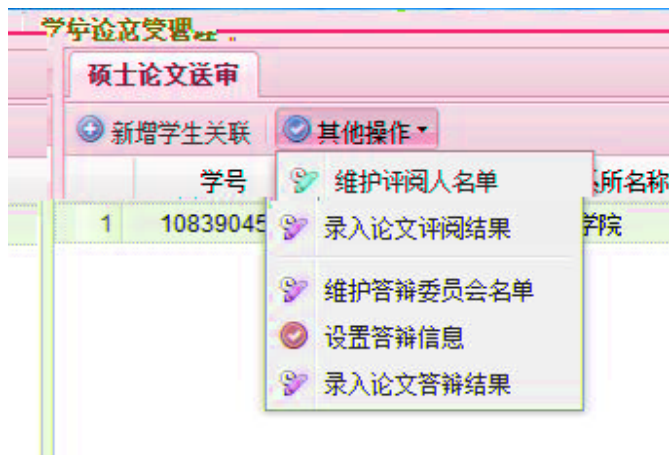 硕士论文送审
新增学生关联 其他操作
学号 维护评阅人名单 所名称
1 10839045 录入论文评阅结果 学院
维护答辩委员会名单
设置答辩信息
录入论文答辩结果